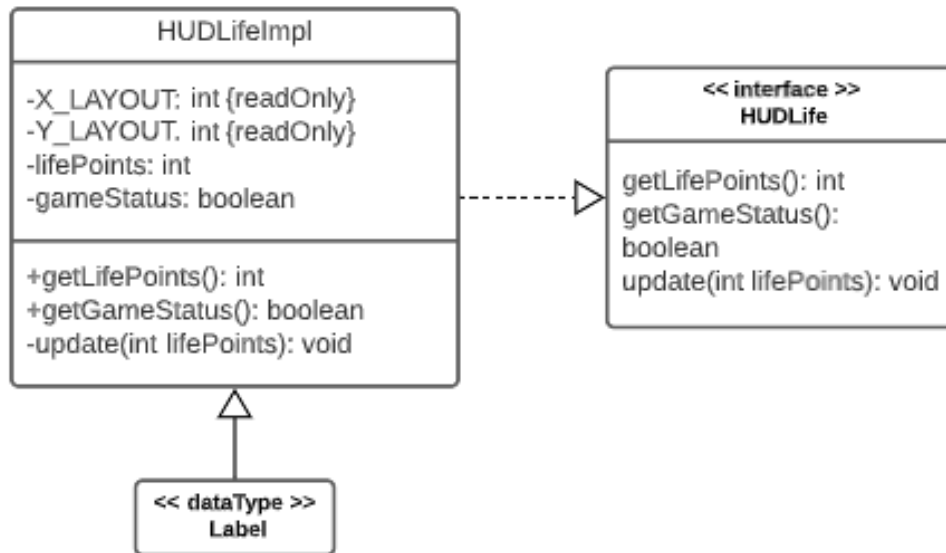 HUDLifeImpl
-X_LAYOUT: int {readOnly}
-Y_LAYOUT. int {readOnly}
-lifePoints: int
-gameStatus: boolean
+getLifePoints(): int
+getGameStatus(): boolean
-update(int lifePoints): void
<< interface >>
HUDLife
getLifePoints(): int
getGameStatus():
boolean
update(int lifePoints): void
<< dataType >>
Label